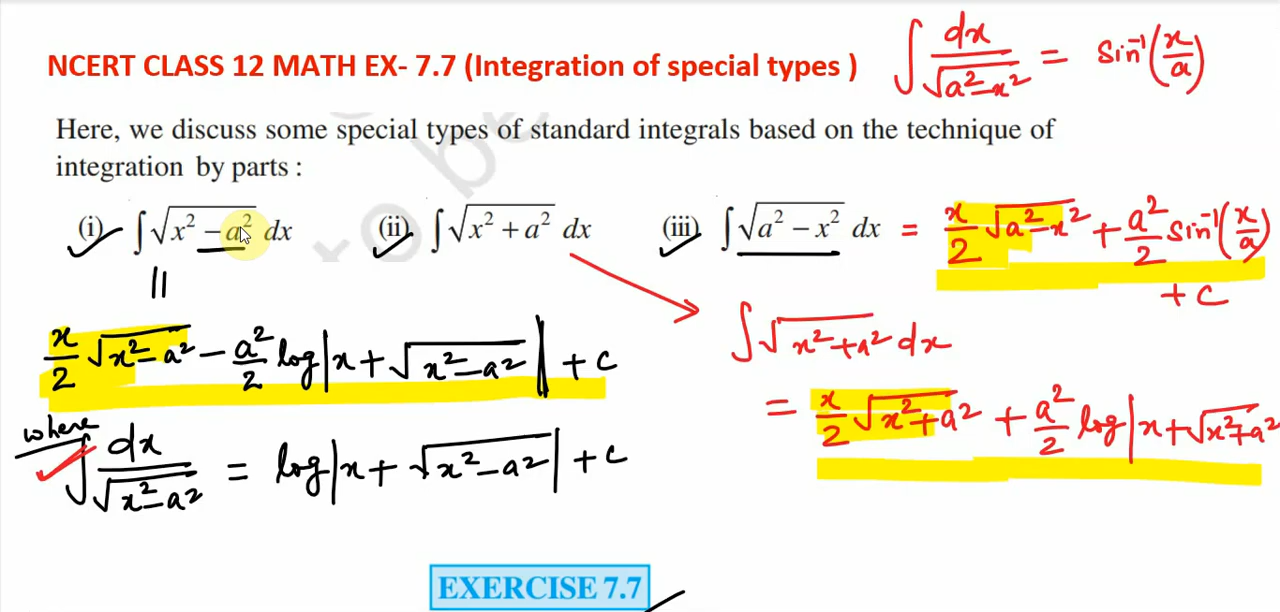 NCERT CLASS 12 MATH EX- 7.7 (Integration of special types )
∫ dx/√(a²−x²) = Sin⁻¹(x/a)
Here, we discuss some special types of standard integrals based on the technique of
integration by parts :
(i) ∫ √(x² − a²) dx (ii) ∫ √(x² + a²) dx (iii) ∫ √(a² − x²) dx = x/2 √(a²−x²) + a²/2 Sin⁻¹(x/a)
+ c
||
∫ √(x²+a²) dx
x/2 √(x²−a²) − a²/2 log|x + √(x²−a²)| + c
= x/2 √(x²+a²) + a²/2 log|x+√(x²+a²)
where
∫ dx/√(x²−a²) = log|x + √(x²−a²)| + c
EXERCISE 7.7